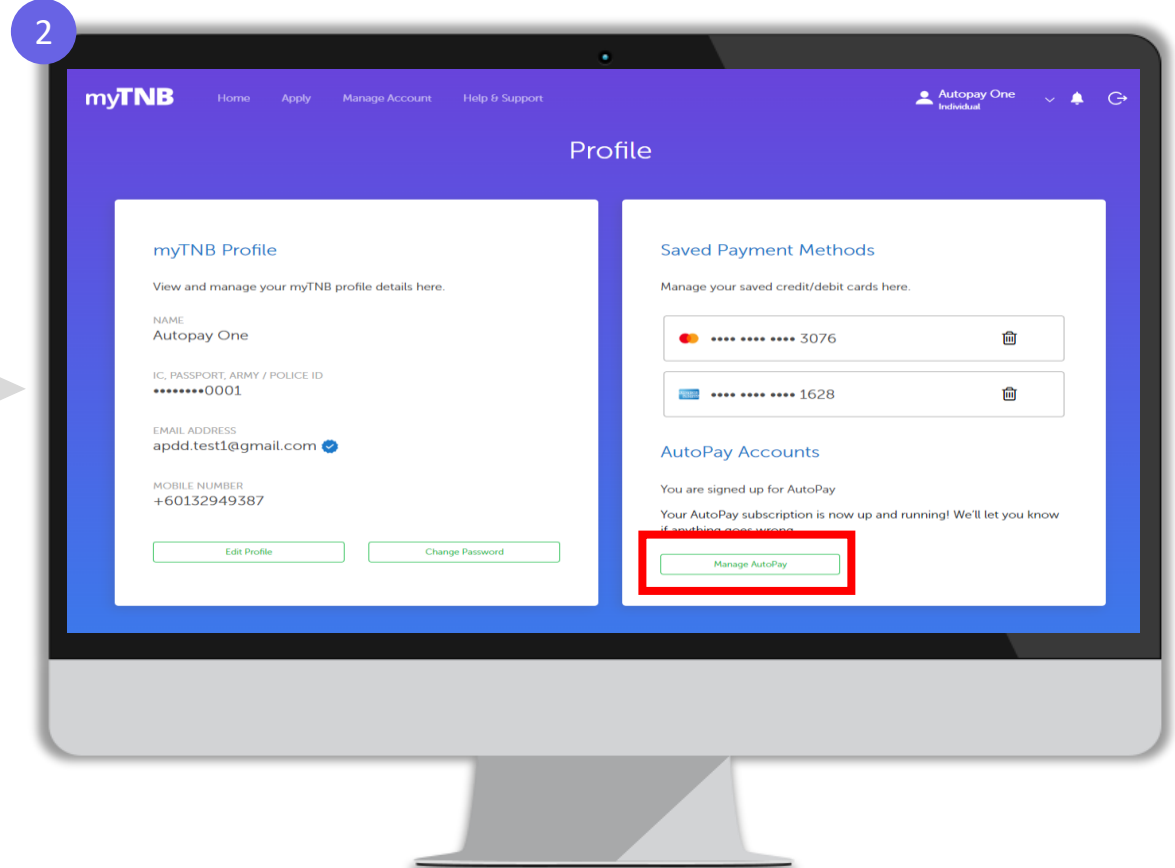 2
myTNB Home Apply Manage Account Help & Support Autopay One
Individual
Profile
myTNB Profile
View and manage your myTNB profile details here.
NAME
Autopay One
IC, PASSPORT, ARMY / POLICE ID
••••••••0001
EMAIL ADDRESS
apdd.test1@gmail.com
MOBILE NUMBER
+60132949387
Edit Profile Change Password
Saved Payment Methods
Manage your saved credit/debit cards here.
•••• •••• •••• 3076
•••• •••• •••• 1628
AutoPay Accounts
You are signed up for AutoPay
Your AutoPay subscription is now up and running! We'll let you know
if anything goes wrong
Manage AutoPay